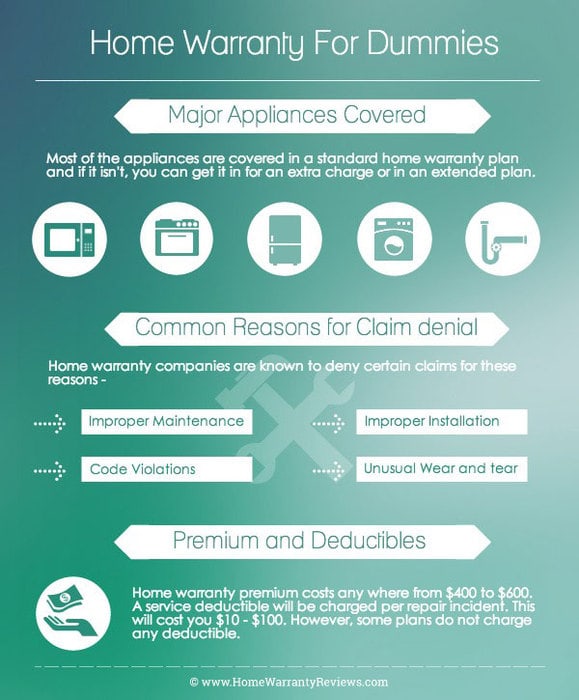 Home Warranty For Dummies
Major Appliances Covered
Most of the appliances are covered in a standard home warranty plan
and if it isn't, you can get it in for an extra charge or in an extended plan.
Common Reasons for Claim denial
Home warranty companies are known to deny certain claims for these
reasons -
Improper Maintenance
Improper Installation
Code Violations
Unusual Wear and tear
Premium and Deductibles
$
Home warranty premium costs any where from $400 to $600.
A service deductible will be charged per repair incident. This
will cost you $10 - $100. However, some plans do not charge
any deductible.
© www.HomeWarrantyReviews.com